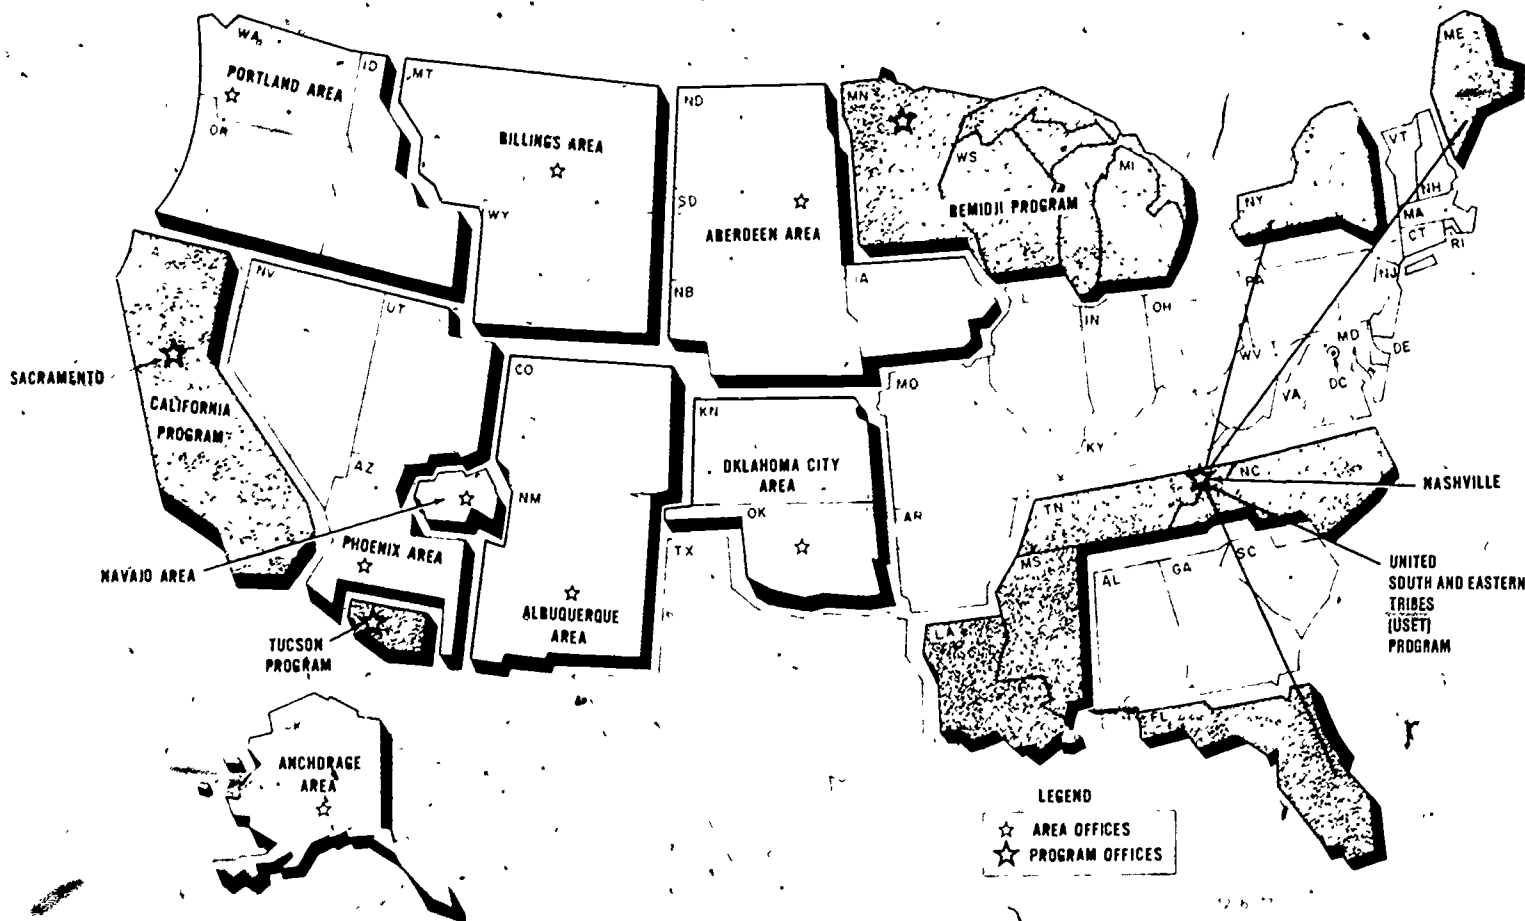 WA
ID
PORTLAND AREA
OR
MT
BILLINGS AREA
WY
ND
SD
ABERDEEN AREA
NB
MN
WS
MI
BEMIDJI PROGRAM
IA
ME
VT
NH
NY
MA
CT
RI
PA
NJ
OH
IN
MD
DE
WV
DC
VA
KY
MO
A
NV
UT
SACRAMENTO
CALIFORNIA
PROGRAM
CO
KN
OKLAHOMA CITY
AREA
OK
AZ
NM
AR
TX
NC
TN
NASHVILLE
NAVAJO AREA
PHOENIX AREA
MS
AL
GA
SC
UNITED
SOUTH AND EASTERN
TRIBES
(USET)
PROGRAM
ALBUQUERQUE
AREA
TUCSON
PROGRAM
LA
FL
ANCHORAGE
AREA
LEGEND
AREA OFFICES
PROGRAM OFFICES